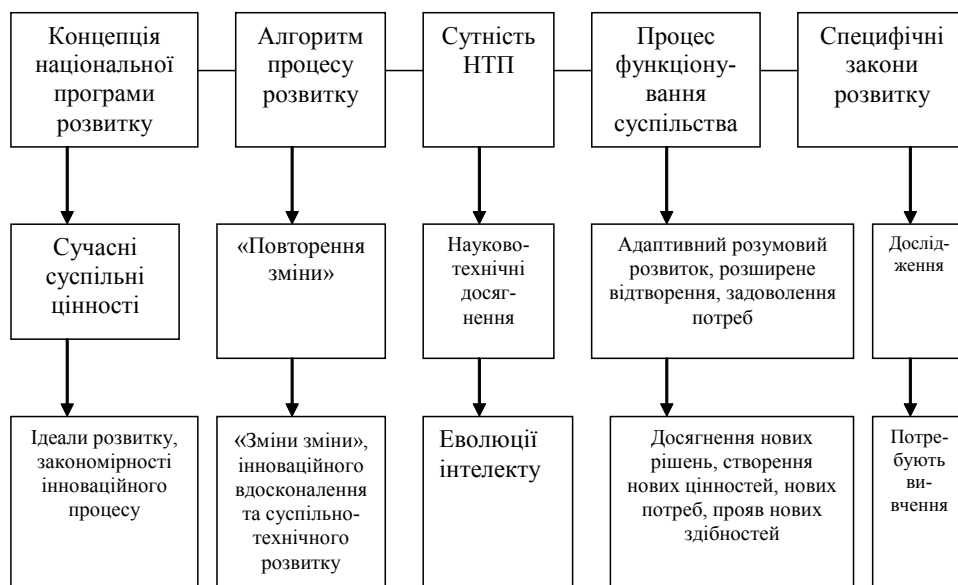 Концепція
національної
програми
розвитку
Алгоритм
процесу
розвитку
Сутність
НТП
Процес
функціону-
вання
суспільства
Специфічні
закони
розвитку
Сучасні
суспільні
цінності
«Повторення
зміни»
Науково-
технічні
досяг-
нення
Адаптивний розумовий
розвиток, розширене
відтворення, задоволення
потреб
Дослід-
ження
Ідеали розвитку,
закономірності
інноваційного
процесу
«Зміни зміни»,
інноваційного
вдосконалення
та суспільно-
технічного
розвитку
Еволюції
інтелекту
Досягнення нових
рішень, створення
нових цінностей, нових
потреб, прояв нових
здібностей
Потре-
бують
ви-
вчення